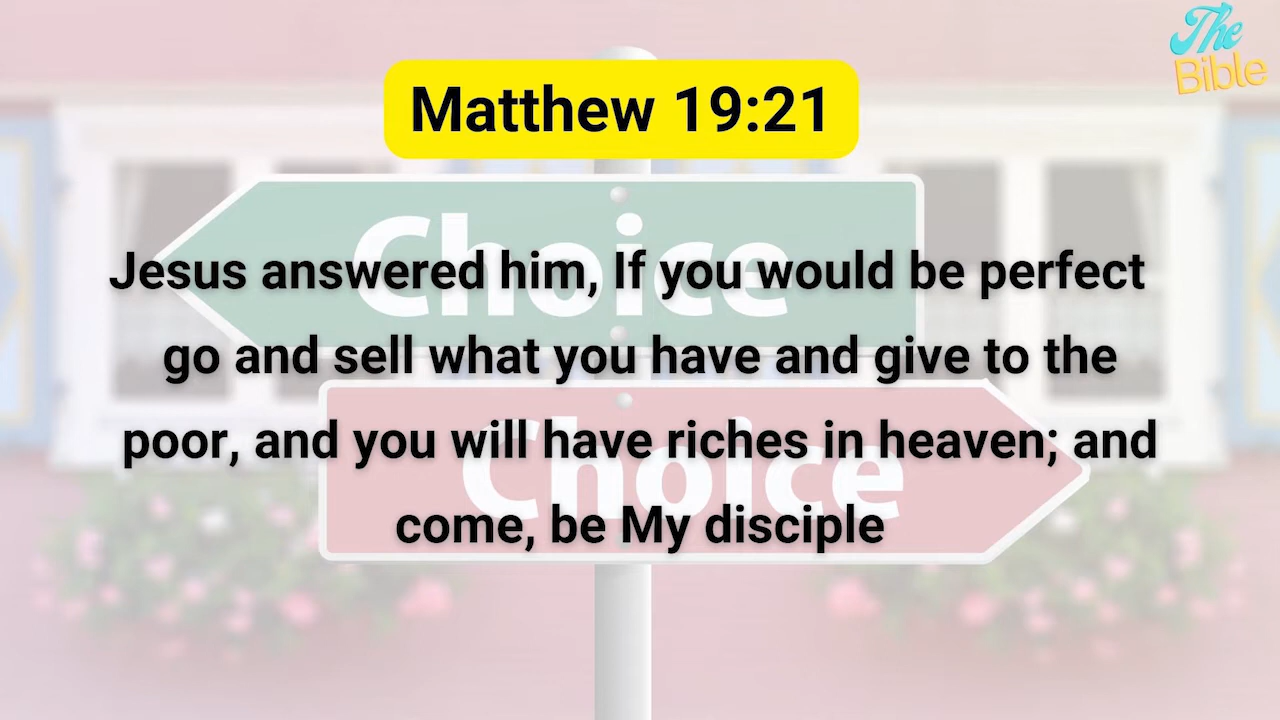 The
Bible
Matthew 19:21
Choice
Jesus answered him, If you would be perfect
go and sell what you have and give to the
poor, and you will have riches in heaven; and
Choice
come, be My disciple